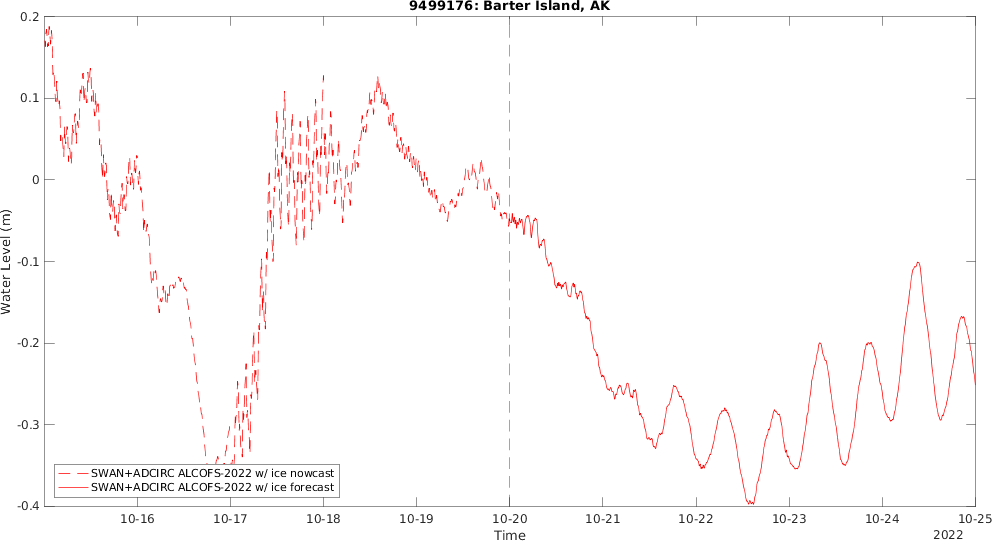 9499176: Barter Island, AK
Water Level (m)
0.2
0.1
0
-0.1
-0.2
-0.3
-0.4
SWAN+ADCIRC ALCOFS-2022 w/ ice nowcast
SWAN+ADCIRC ALCOFS-2022 w/ ice forecast
10-16 10-17 10-18 10-19 10-20 10-21 10-22 10-23 10-24 10-25
Time
2022